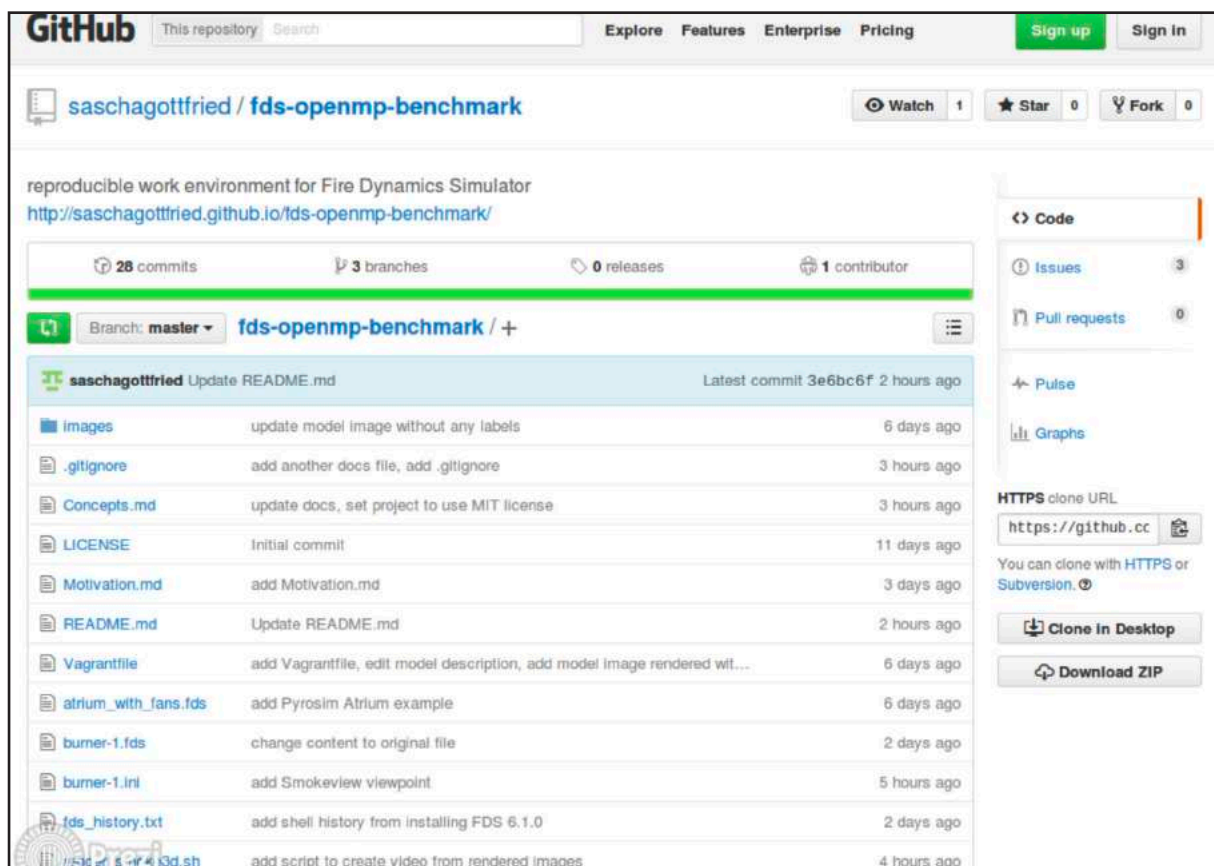 GitHub This repository Search Explore Features Enterprise Pricing Sign up Sign in
saschagottfried / fds-openmp-benchmark Watch 1 Star 0 Fork 0
reproducible work environment for Fire Dynamics Simulator
http://saschagottfried.github.io/fds-openmp-benchmark/
<> Code
28 commits 3 branches 0 releases 1 contributor
Issues 3
Branch: master fds-openmp-benchmark / +
Pull requests 0
saschagottfried Update README.md Latest commit 3e6bc6f 2 hours ago
Pulse
images update model image without any labels 6 days ago
Graphs
.gitignore add another docs file, add .gitignore 3 hours ago
Concepts.md update docs, set project to use MIT license 3 hours ago
HTTPS clone URL
https://github.cc
LICENSE Initial commit 11 days ago
You can clone with HTTPS or
Subversion.
Motivation.md add Motivation.md 3 days ago
README.md Update README.md 2 hours ago
Clone in Desktop
Vagrantfile add Vagrantfile, edit model description, add model image rendered wit... 6 days ago
Download ZIP
atrium_with_fans.fds add Pyrosim Atrium example 6 days ago
burner-1.fds change content to original file 2 days ago
burner-1.ini add Smokeview viewpoint 5 hours ago
fds_history.txt add shell history from installing FDS 6.1.0 2 days ago
Prezi add script to create video from rendered images 4 hours ago